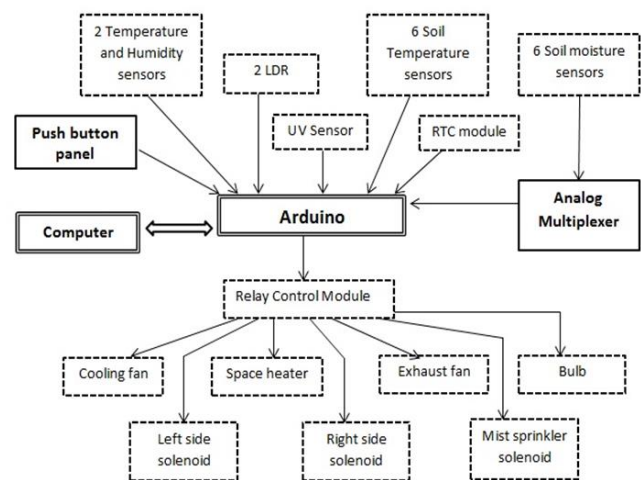 2 Temperature
and Humidity
sensors
2 LDR
6 Soil
Temperature
sensors
6 Soil moisture
sensors
Push button
panel
UV Sensor
RTC module
Computer
Arduino
Analog
Multiplexer
Relay Control Module
Cooling fan
Space heater
Exhaust fan
Bulb
Left side
solenoid
Right side
solenoid
Mist sprinkler
solenoid